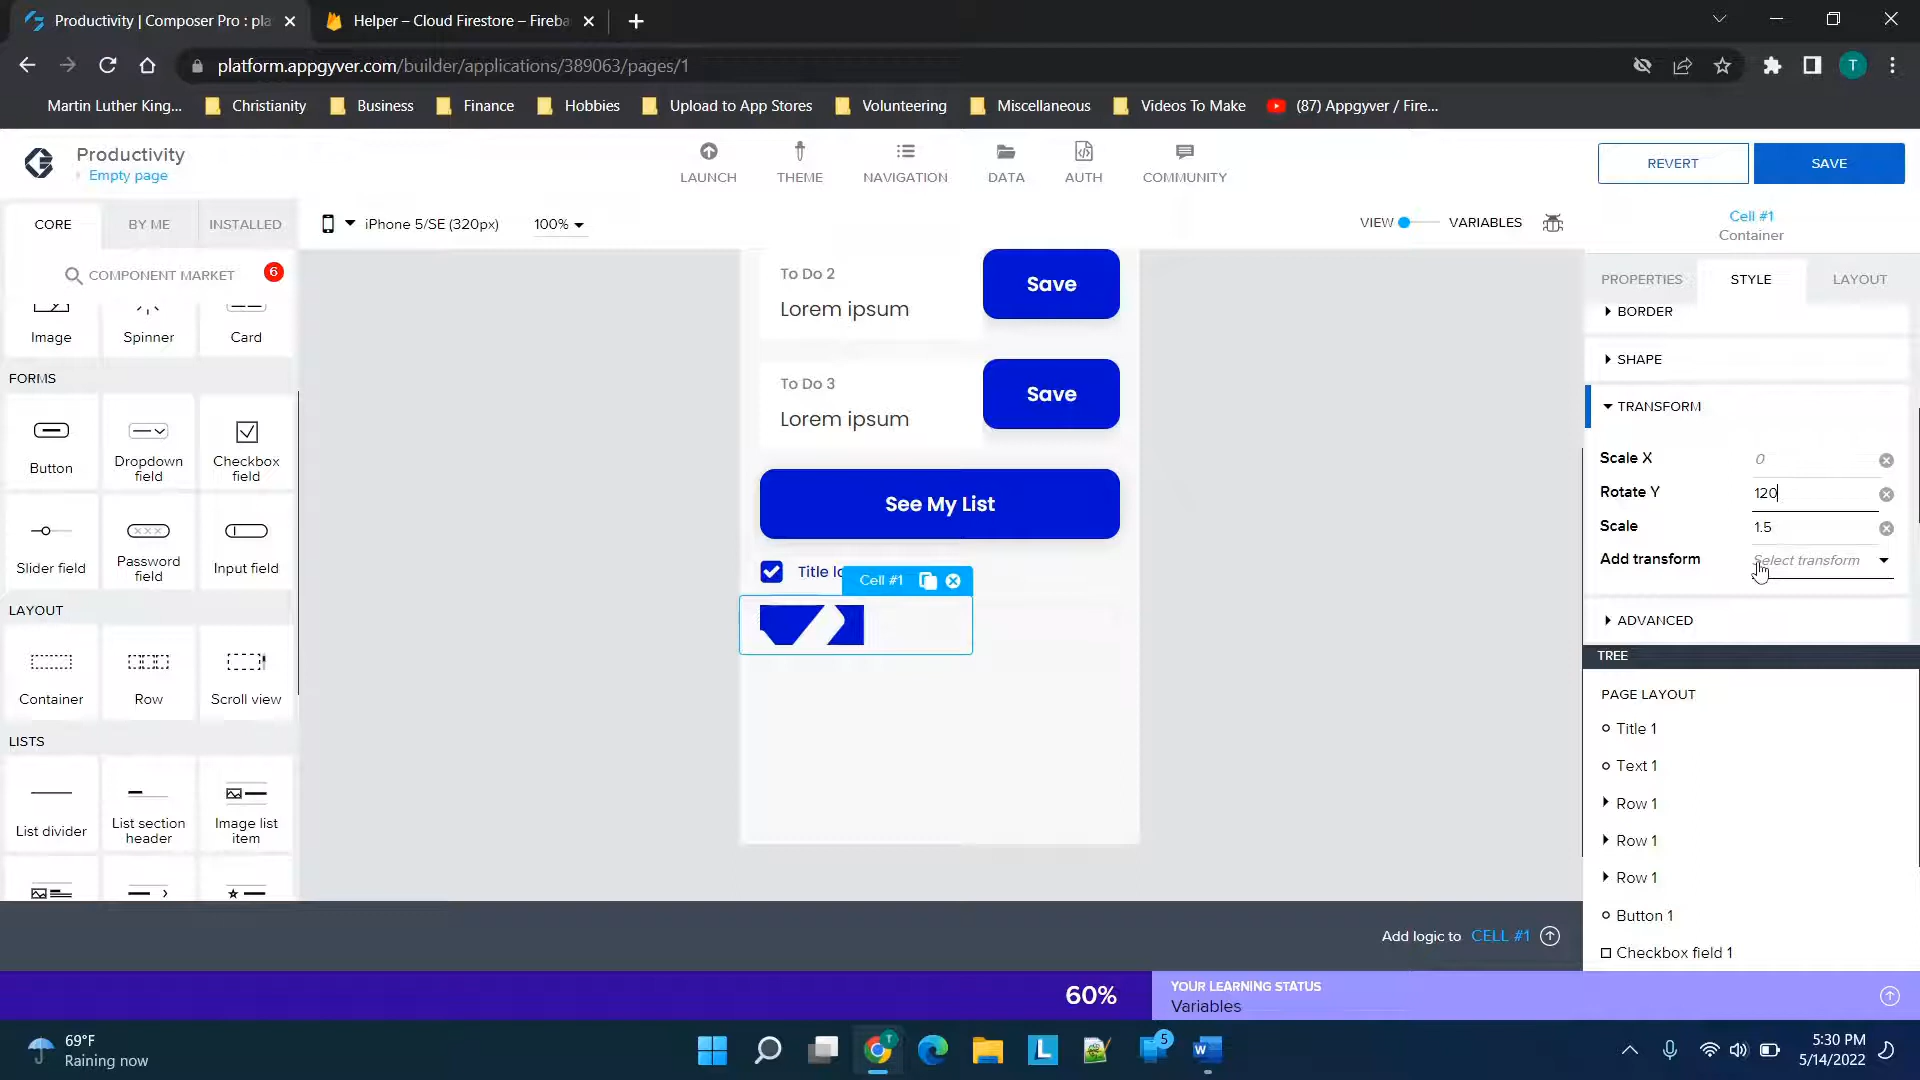 Productivity | Composer Pro : pla
Helper – Cloud Firestore – Fireba
platform.appgyver.com/builder/applications/389063/pages/1
T
Martin Luther King...
Christianity
Business
Finance
Hobbies
Upload to App Stores
Volunteering
Miscellaneous
Videos To Make
(87) Appgyver / Fire...
Productivity
Empty page
LAUNCH
THEME
NAVIGATION
DATA
AUTH
COMMUNITY
REVERT
SAVE
CORE
BY ME
INSTALLED
iPhone 5/SE (320px)
100%
VIEW
VARIABLES
Cell #1
Container
COMPONENT MARKET
6
PROPERTIES
STYLE
LAYOUT
Image
Spinner
Card
FORMS
Button
Dropdown
field
Checkbox
field
Slider field
Password
field
Input field
LAYOUT
Container
Row
Scroll view
LISTS
List divider
List section
header
Image list
item
To Do 2
Lorem ipsum
Save
To Do 3
Lorem ipsum
Save
See My List
Title lo
Cell #1
BORDER
SHAPE
TRANSFORM
Scale X
0
Rotate Y
120
Scale
1.5
Add transform
Select transform
ADVANCED
TREE
PAGE LAYOUT
Title 1
Text 1
Row 1
Row 1
Row 1
Button 1
Checkbox field 1
Add logic to CELL #1
60%
YOUR LEARNING STATUS
Variables
69°F
Raining now
T
L
5
W
5:30 PM
5/14/2022